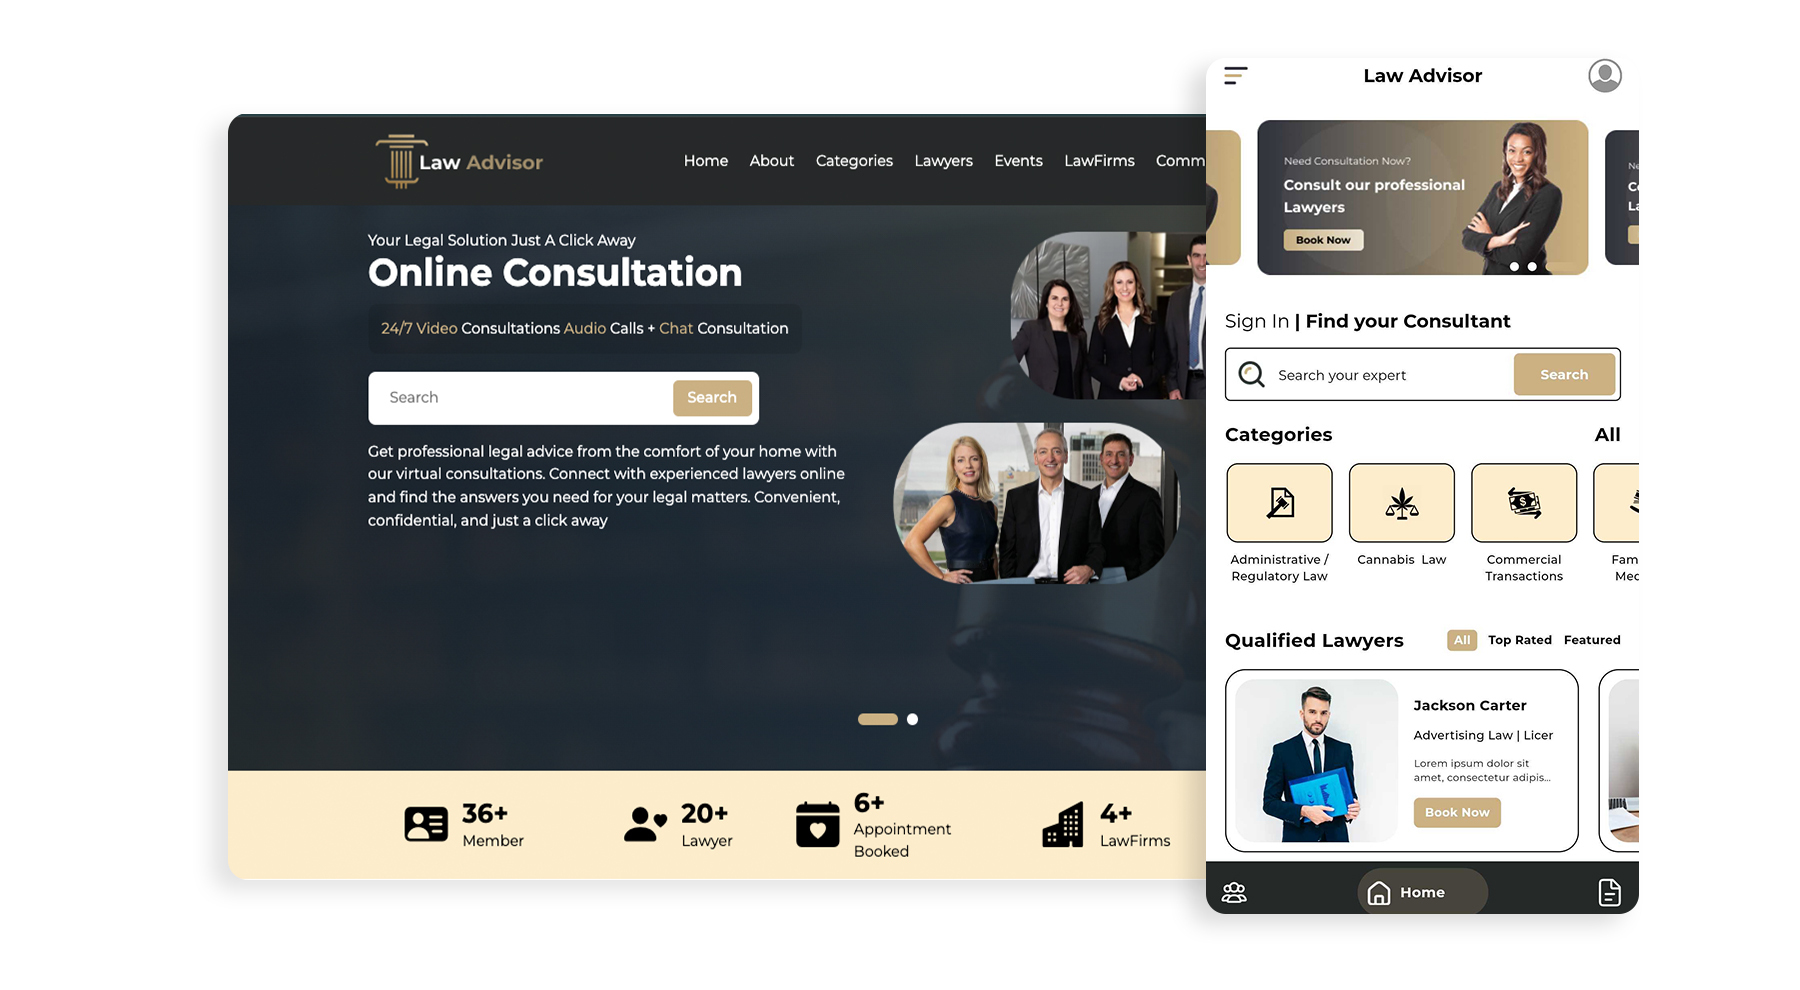 Law Advisor
Home About Categories Lawyers Events LawFirms Comm
Your Legal Solution Just A Click Away
Online Consultation
24/7 Video Consultations Audio Calls + Chat Consultation
Search
Search
Get professional legal advice from the comfort of your home with
our virtual consultations. Connect with experienced lawyers online
and find the answers you need for your legal matters. Convenient,
confidential, and just a click away
36+
Member
20+
Lawyer
6+
Appointment
Booked
4+
LawFirms
Law Advisor
Need Consultation Now?
Consult our professional
Lawyers
Book Now
Sign In | Find your Consultant
Search your expert
Search
Categories
All
Administrative /
Regulatory Law
Cannabis Law
Commercial
Transactions
Fam
Mec
Qualified Lawyers
All Top Rated Featured
Jackson Carter
Advertising Law | Licer
Lorem ipsum dolor sit
amet, consectetur adipis...
Book Now
Home